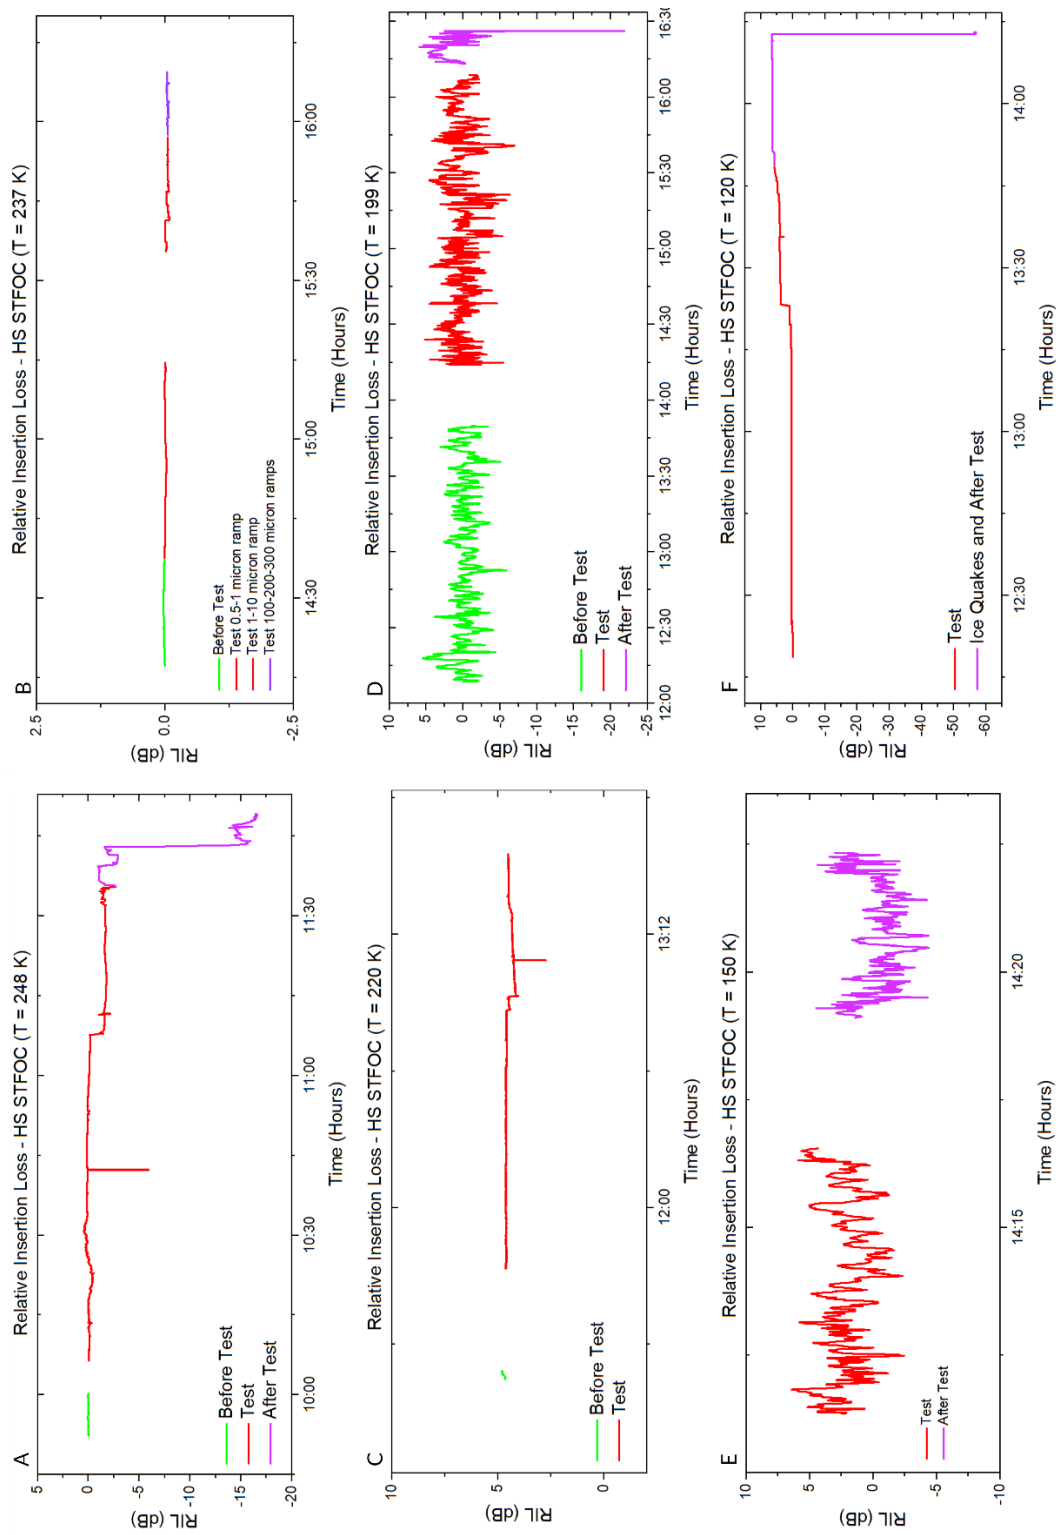 A
Relative Insertion Loss - HS STFOC (T = 248 K)
RIL (dB)
5
0
-5
-10
-15
-20
Before Test
Test
After Test
10:00
10:30
11:00
11:30
Time (Hours)
B
Relative Insertion Loss - HS STFOC (T = 237 K)
RIL (dB)
2.5
0.0
-2.5
Before Test
Test 0.5-1 micron ramp
Test 1-10 micron ramp
Test 100-200-300 micron ramps
14:30
15:00
15:30
16:00
Time (Hours)
C
Relative Insertion Loss - HS STFOC (T = 220 K)
RIL (dB)
10
5
0
Before Test
Test
12:00
13:12
Time (Hours)
D
Relative Insertion Loss - HS STFOC (T = 199 K)
RIL (dB)
10
5
0
-5
-10
-15
-20
-25
Before Test
Test
After Test
12:00
12:30
13:00
13:30
14:00
14:30
15:00
15:30
16:00
16:30
Time (Hours)
E
Relative Insertion Loss - HS STFOC (T = 150 K)
RIL (dB)
10
5
0
-5
-10
Test
After Test
14:15
14:20
Time (Hours)
F
Relative Insertion Loss - HS STFOC (T = 120 K)
RIL (dB)
10
0
-10
-20
-30
-40
-50
-60
Test
Ice Quakes and After Test
12:30
13:00
13:30
14:00
Time (Hours)